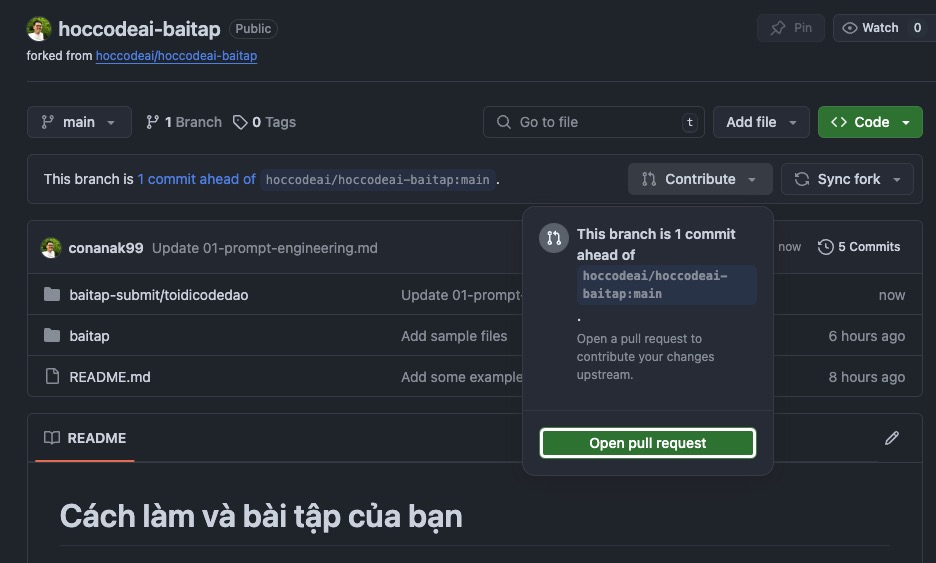 hoccodeai-baitap Public
Pin
Watch 0
forked from hoccodeai/hoccodeai-baitap
main
1 Branch
0 Tags
Go to file t
Add file
Code
This branch is 1 commit ahead of hoccodeai/hoccodeai-baitap:main .
Contribute
Sync fork
conanak99 Update 01-prompt-engineering.md
now
5 Commits
baitap-submit/toidicodedao Update 01-prompt- now
baitap Add sample files 6 hours ago
README.md Add some example 8 hours ago
This branch is 1 commit
ahead of
hoccodeai/hoccodeai-
baitap:main
.
Open a pull request to
contribute your changes
upstream.
Open pull request
README
Cách làm và bài tập của bạn